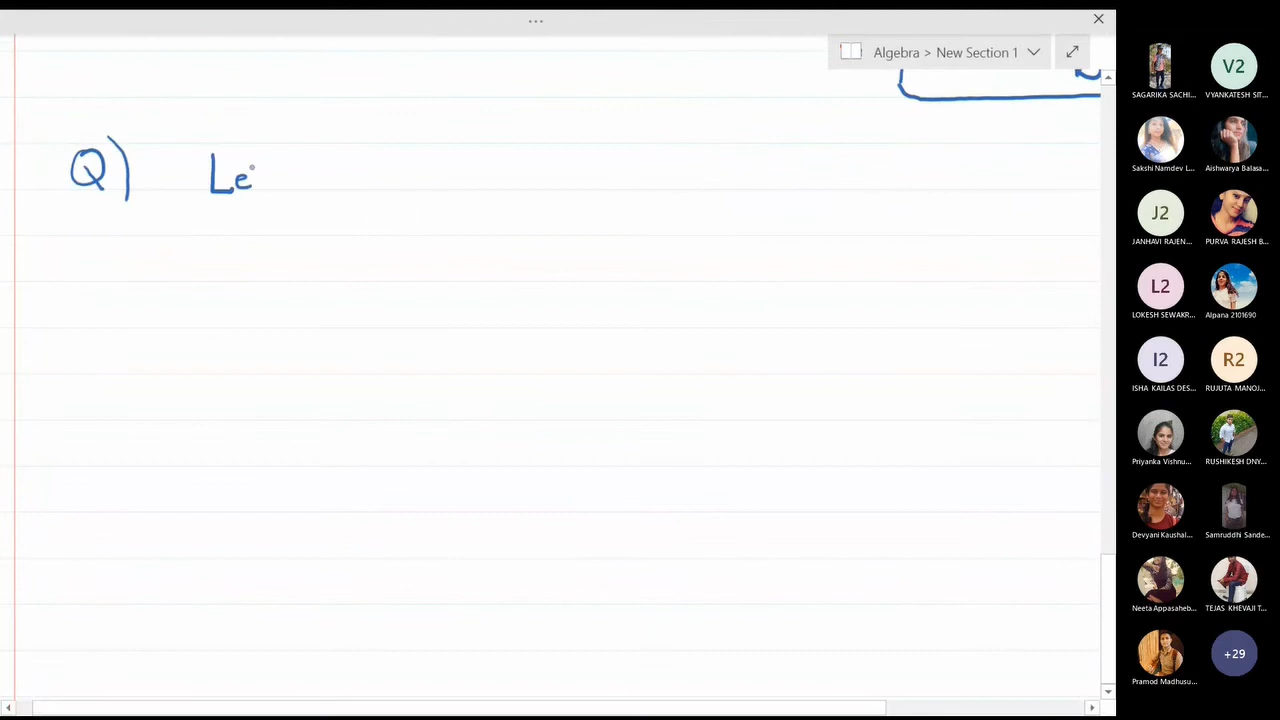 Algebra > New Section 1
Q) Le
SAGARIKA SACHI...
V2
VYANKATESH SIT...
Sakshi Namdev L...
Aishwarya Balasa...
J2
JANHAVI RAJEN...
PURVA RAJESH B...
L2
LOKESH SEWAKR...
Alpana 2101690
I2
ISHA KAILAS DES...
R2
RUJUTA MANOJ...
Priyanka Vishnu...
RUSHIKESH DNY...
Devyani Kaushal...
Samruddhi Sande...
Neeta Appasaheb...
TEJAS KHEVAJI T...
Pramod Madhusu...
+29